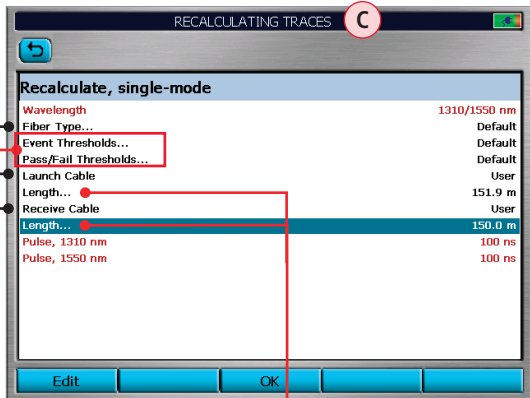 RECALCULATING TRACES C
Recalculate, single-mode
Wavelength 1310/1550 nm
Fiber Type... Default
Event Thresholds... Default
Pass/Fail Thresholds... Default
Launch Cable User
Length... 151.9 m
Receive Cable User
Length... 150.0 m
Pulse, 1310 nm 100 ns
Pulse, 1550 nm 100 ns
Edit OK